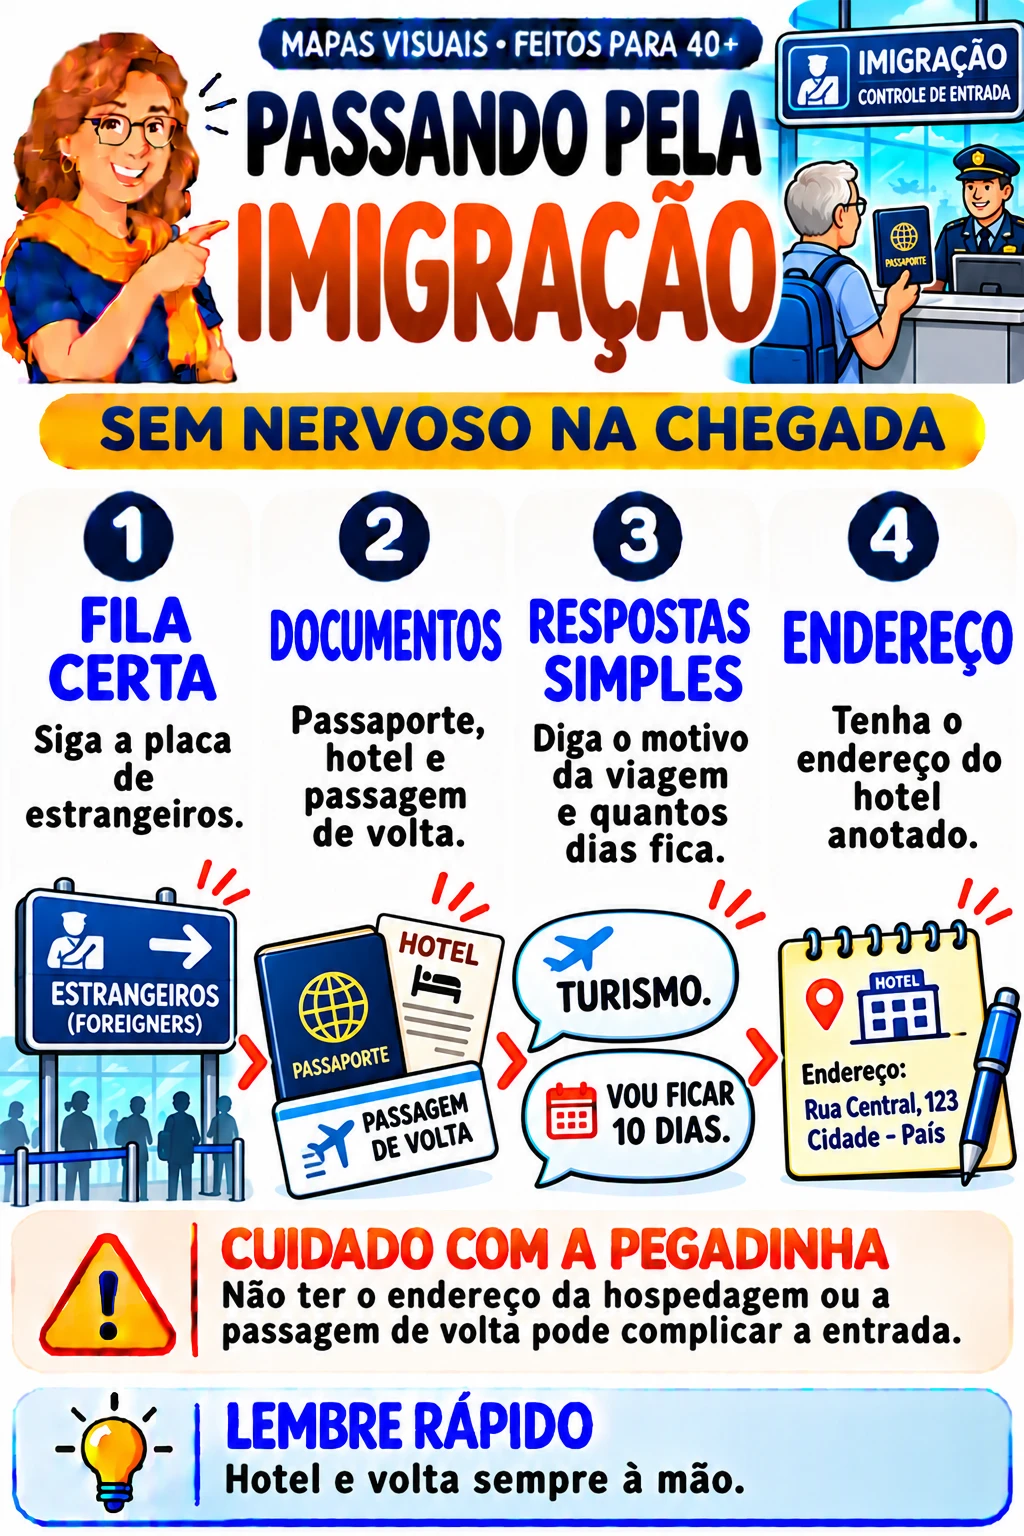 MAPAS VISUAIS • FEITOS PARA 40+
PASSANDO PELA
IMIGRAÇÃO
IMIGRAÇÃO
CONTROLE DE ENTRADA
PASSAPORTE
SEM NERVOSO NA CHEGADA
1
FILA
CERTA
Siga a placa
de
estrangeiros.
ESTRANGEIROS
(FOREIGNERS)
2
DOCUMENTOS
Passaporte,
hotel e
passagem
de volta.
HOTEL
PASSAPORTE
PASSAGEM
DE VOLTA
3
RESPOSTAS
SIMPLES
Diga o motivo
da viagem
e quantos
dias fica.
TURISMO.
VOU FICAR
10 DIAS.
4
ENDEREÇO
Tenha o
endereço do
hotel
anotado.
HOTEL
Endereço:
Rua Central, 123
Cidade - País
CUIDADO COM A PEGADINHA
Não ter o endereço da hospedagem ou a
passagem de volta pode complicar a entrada.
LEMBRE RÁPIDO
Hotel e volta sempre à mão.